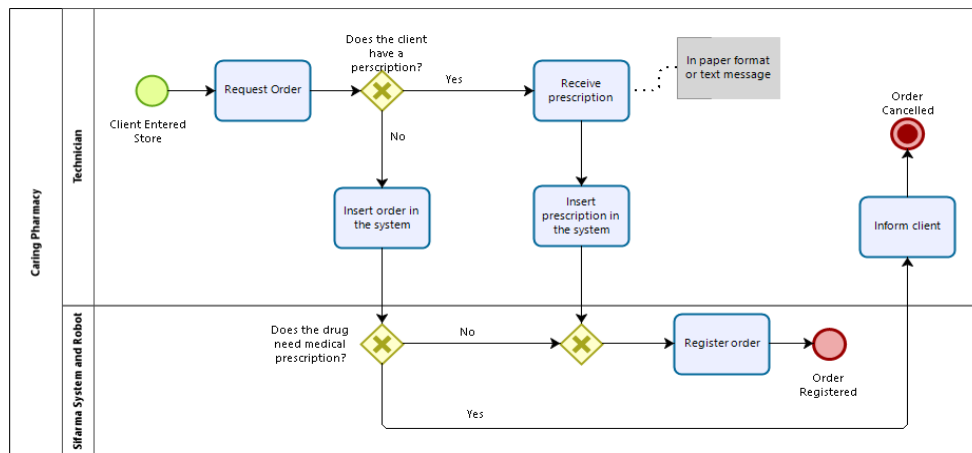 Caring Pharmacy
Technician
Client Entered
Store
Request Order
Does the client
have a
perscription?
Yes
No
Receive
prescription
In paper format
or text message
Order
Cancelled
Insert order in
the system
Insert
prescription in
the system
Inform client
Sifarma System and Robot
Does the drug
need medical
prescription?
No
Yes
Register order
Order
Registered